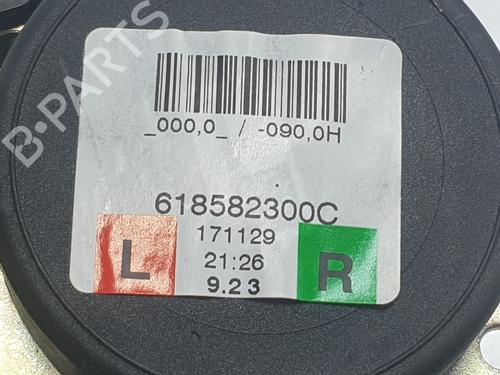 B-PARTS
_000,0_ / -090,0H
618582300C
171129
L
21:26
R
9.23